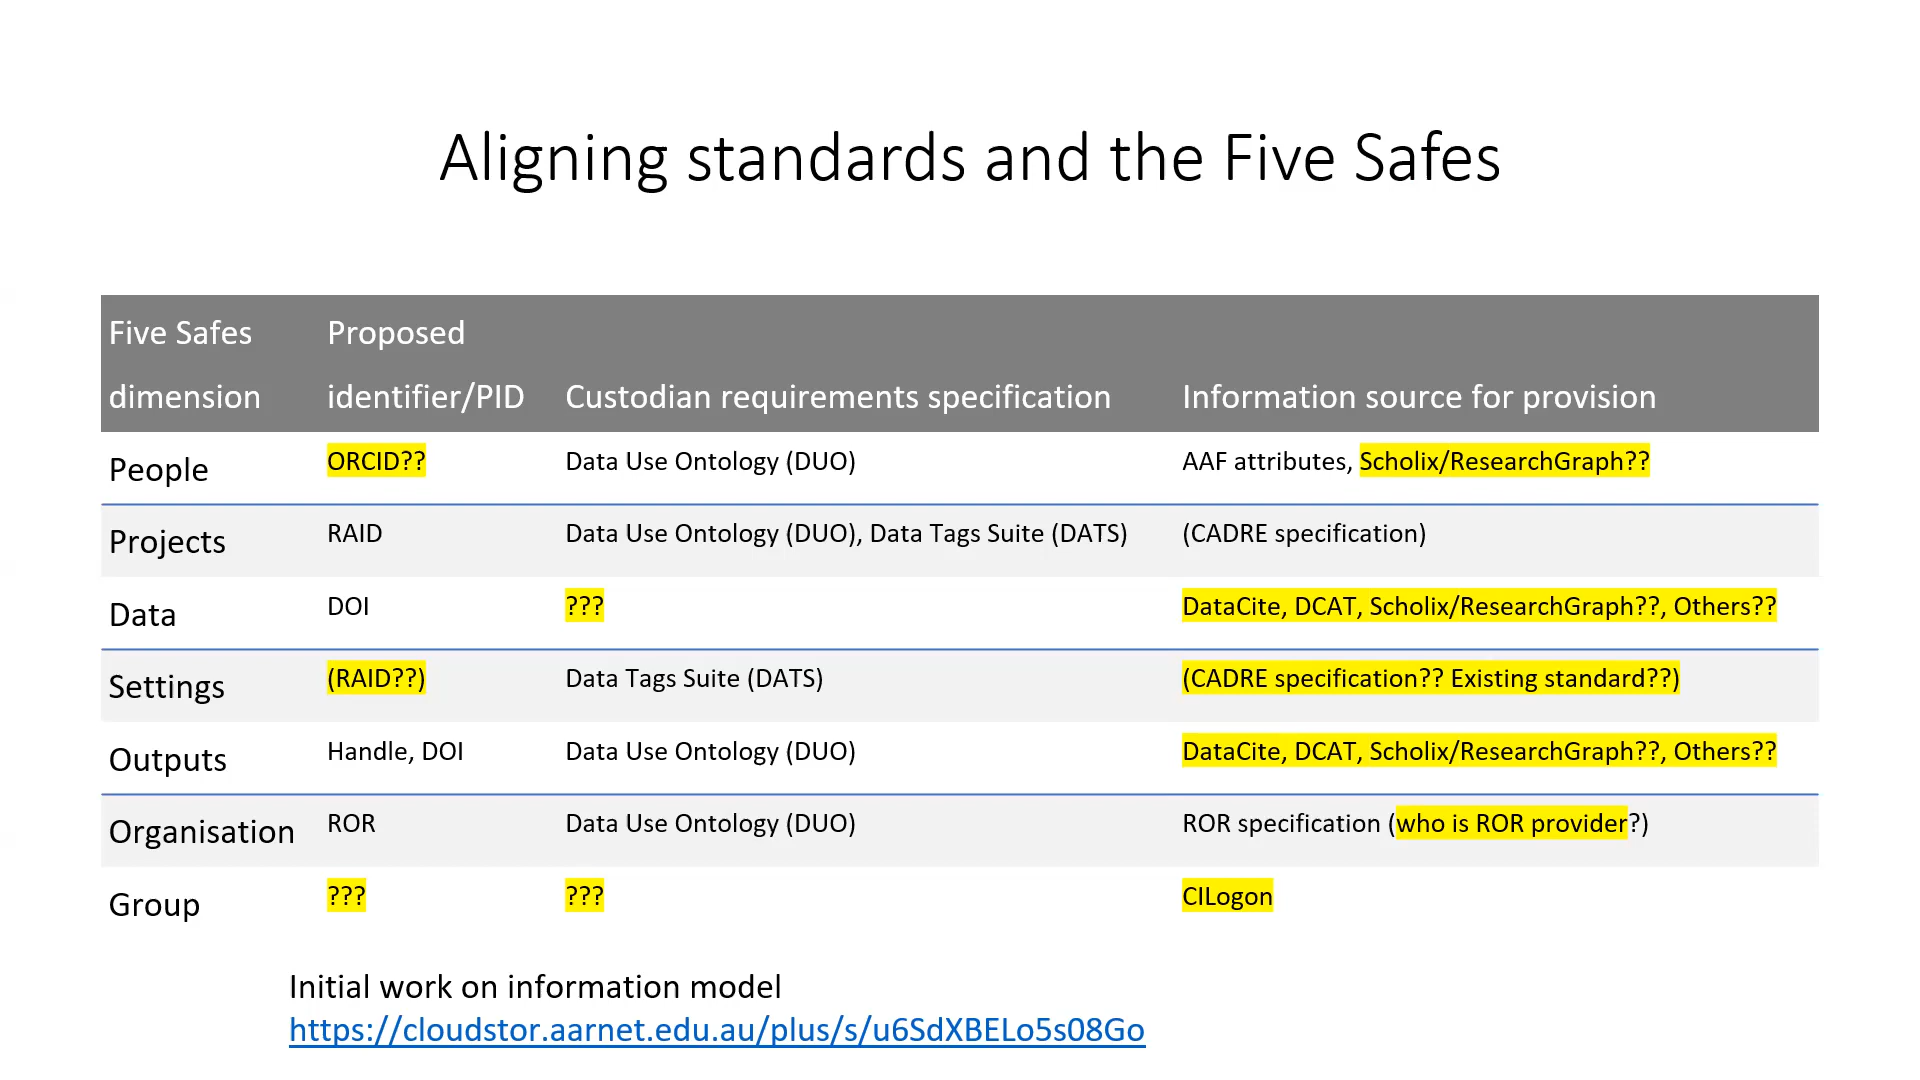 Aligning standards and the Five Safes
Five Safes dimension | Proposed identifier/PID | Custodian requirements specification | Information source for provision
People | ORCID?? | Data Use Ontology (DUO) | AAF attributes, Scholix/ResearchGraph??
Projects | RAID | Data Use Ontology (DUO), Data Tags Suite (DATS) | (CADRE specification)
Data | DOI | ??? | DataCite, DCAT, Scholix/ResearchGraph??, Others??
Settings | (RAID??) | Data Tags Suite (DATS) | (CADRE specification?? Existing standard??)
Outputs | Handle, DOI | Data Use Ontology (DUO) | DataCite, DCAT, Scholix/ResearchGraph??, Others??
Organisation | ROR | Data Use Ontology (DUO) | ROR specification (who is ROR provider?)
Group | ??? | ??? | CILogon
Initial work on information model
https://cloudstor.aarnet.edu.au/plus/s/u6SdXBELo5s08Go